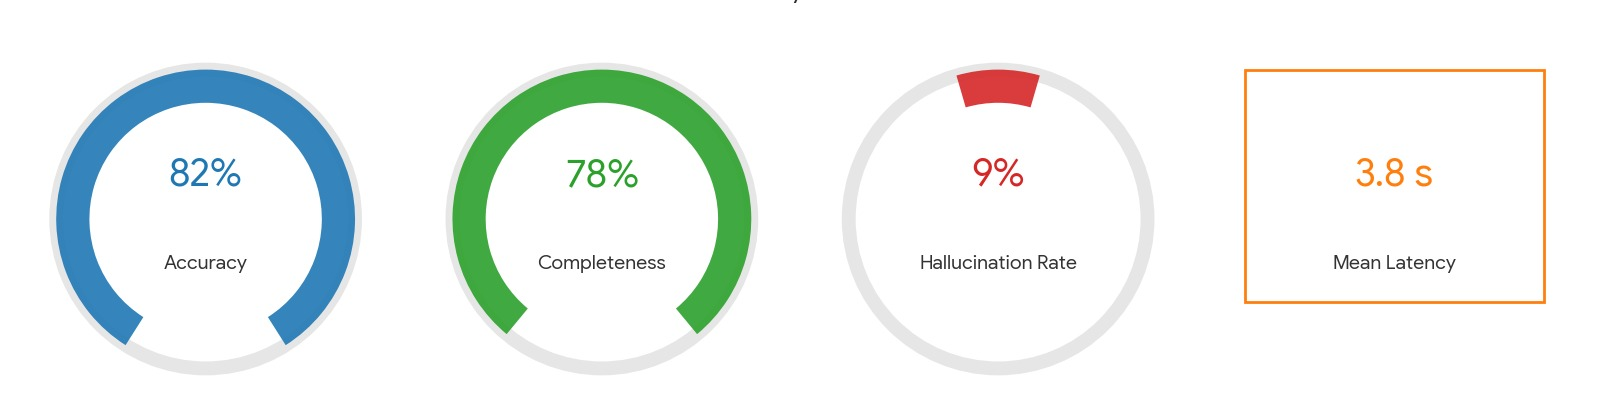 82%
Accuracy
78%
Completeness
9%
Hallucination Rate
3.8 s
Mean Latency